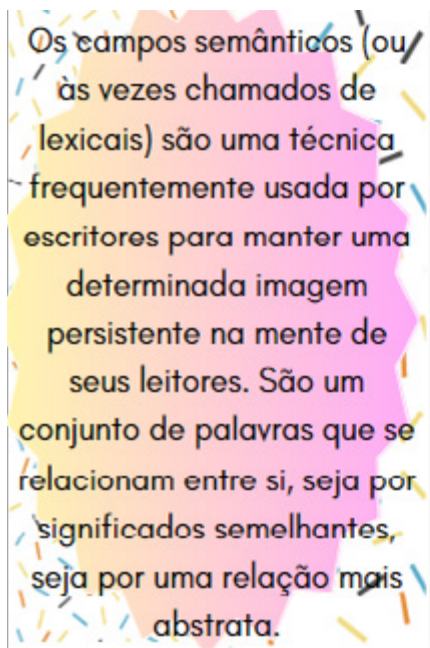 Os campos semânticos (ou
às vezes chamados de
lexicais) são uma técnica
frequentemente usada por
escritores para manter uma
determinada imagem
persistente na mente de
seus leitores. São um
conjunto de palavras que se
relacionam entre si, seja por
significados semelhantes,
seja por uma relação mais
abstrata.